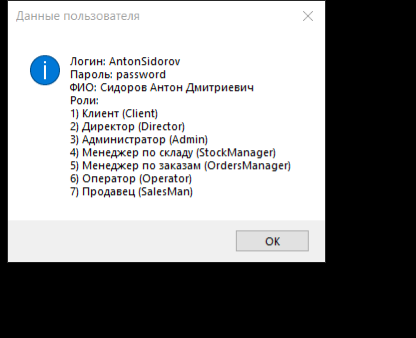 Данные пользователя
Логин: AntonSidorov
Пароль: password
ФИО: Сидоров Антон Дмитриевич
Роли:
1) Клиент (Client)
2) Директор (Director)
3) Администратор (Admin)
4) Менеджер по складу (StockManager)
5) Менеджер по заказам (OrdersManager)
6) Оператор (Operator)
7) Продавец (SalesMan)
ОК